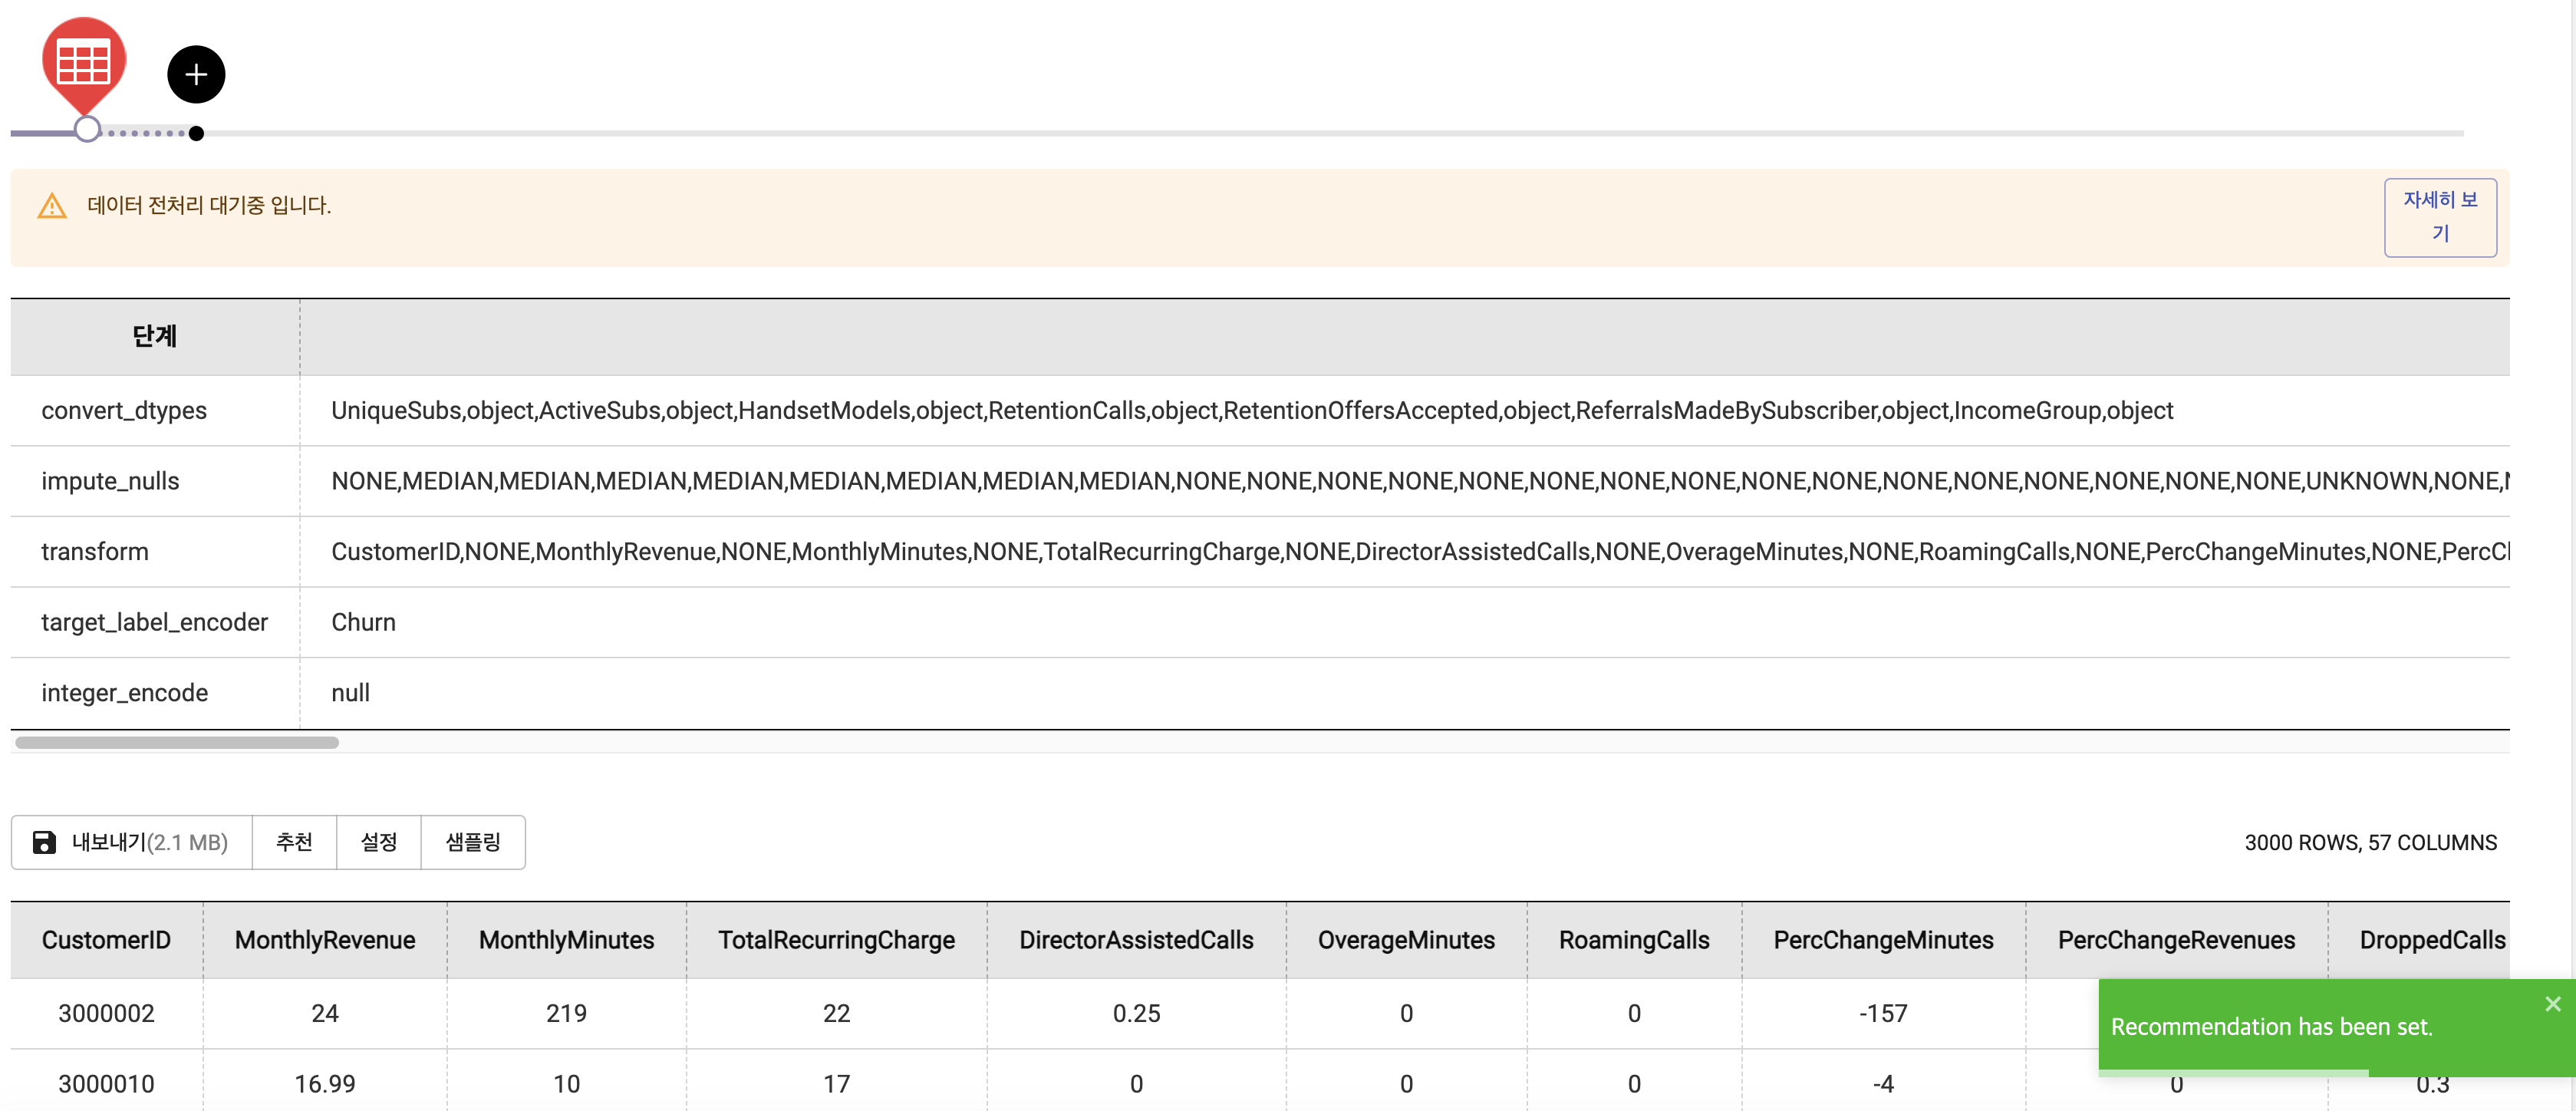 데이터 전처리 대기중 입니다.
자세히 보
기
단계
convert_dtypes UniqueSubs,object,ActiveSubs,object,HandsetModels,object,RetentionCalls,object,RetentionOffersAccepted,object,ReferralsMadeBySubscriber,object,IncomeGroup,object
impute_nulls NONE,MEDIAN,MEDIAN,MEDIAN,MEDIAN,MEDIAN,MEDIAN,MEDIAN,MEDIAN,NONE,NONE,NONE,NONE,NONE,NONE,NONE,NONE,NONE,NONE,NONE,NONE,NONE,NONE,NONE,NONE,UNKNOWN,NONE,
transform CustomerID,NONE,MonthlyRevenue,NONE,MonthlyMinutes,NONE,TotalRecurringCharge,NONE,DirectorAssistedCalls,NONE,OverageMinutes,NONE,RoamingCalls,NONE,PercChangeMinutes,NONE,
target_label_encoder Churn
integer_encode null
내보내기(2.1 MB) 추천 설정 샘플링 3000 ROWS, 57 COLUMNS
CustomerID MonthlyRevenue MonthlyMinutes TotalRecurringCharge DirectorAssistedCalls OverageMinutes RoamingCalls PercChangeMinutes PercChangeRevenues DroppedCalls
3000002 24 219 22 0.25 0 0 -157
Recommendation has been set.
3000010 16.99 10 17 0 0 0 -4 0 0.3